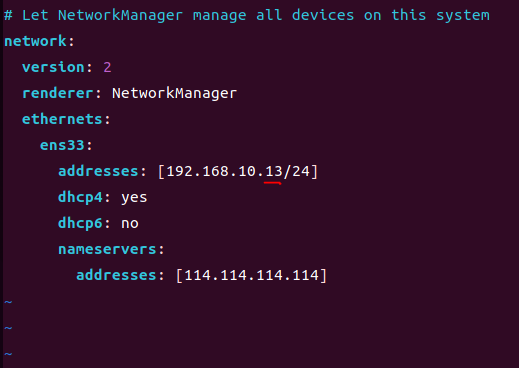 # Let NetworkManager manage all devices on this system
network:
  version: 2
  renderer: NetworkManager
  ethernets:
    ens33:
      addresses: [192.168.10.13/24]
      dhcp4: yes
      dhcp6: no
      nameservers:
        addresses: [114.114.114.114]
~
~
~